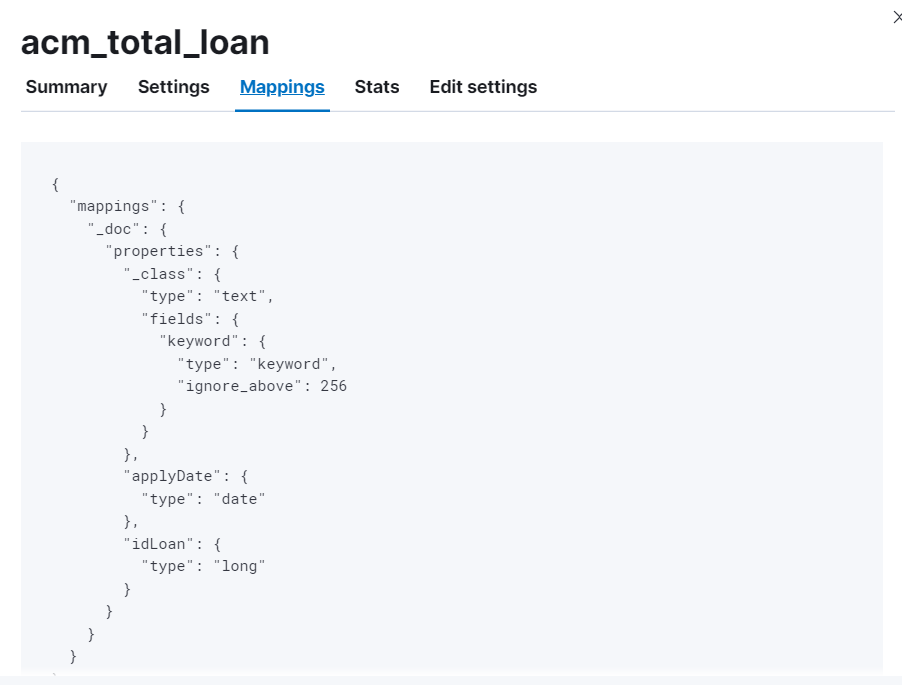 acm_total_loan
Summary Settings Mappings Stats Edit settings
{
  "mappings": {
    "_doc": {
      "properties": {
        "_class": {
          "type": "text",
          "fields": {
            "keyword": {
              "type": "keyword",
              "ignore_above": 256
            }
          }
        },
        "applyDate": {
          "type": "date"
        },
        "idLoan": {
          "type": "long"
        }
      }
    }
  }